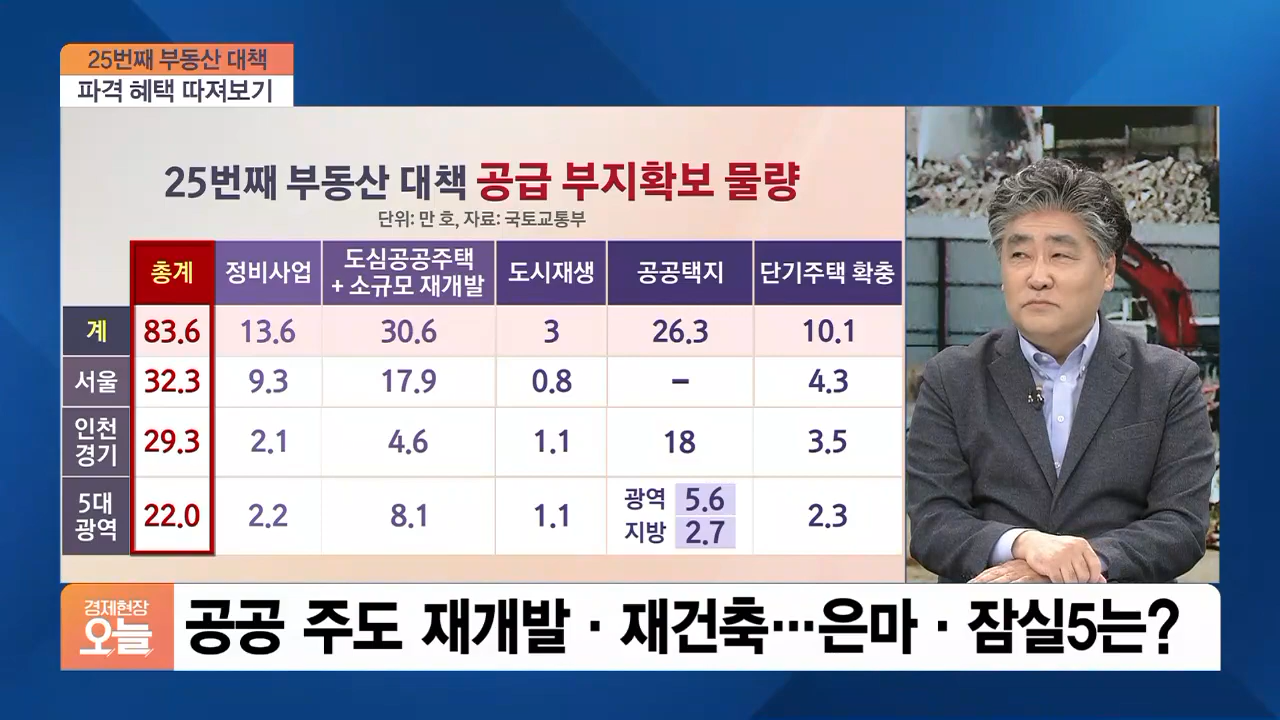 25번째 부동산 대책
파격 혜택 따져보기
25번째 부동산 대책 공급 부지확보 물량
단위: 만 호, 자료: 국토교통부
총계 정비사업 도심공공주택 + 소규모 재개발 도시재생 공공택지 단기주택 확충
계 83.6 13.6 30.6 3 26.3 10.1
서울 32.3 9.3 17.9 0.8 – 4.3
인천 경기 29.3 2.1 4.6 1.1 18 3.5
5대 광역 22.0 2.2 8.1 1.1 광역 5.6 지방 2.7 2.3
경제현장
오늘
공공 주도 재개발·재건축…은마·잠실5는?